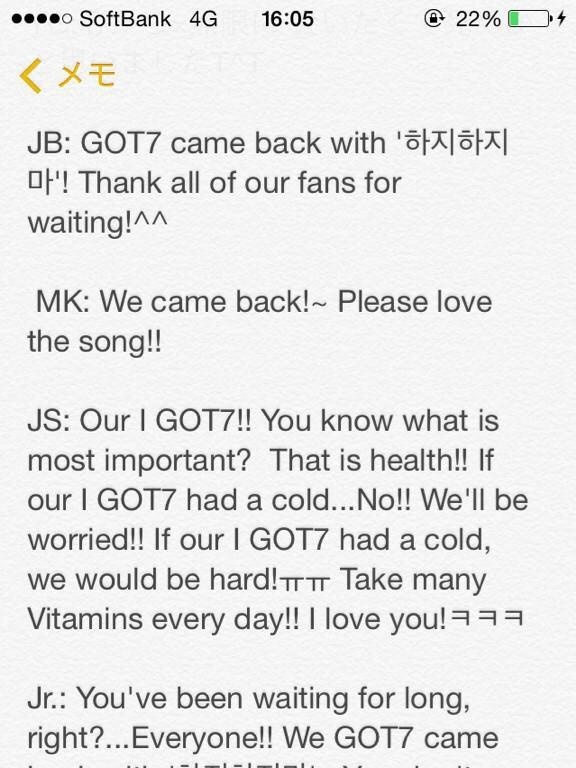 SoftBank 4G 16:05 22%
メモ
JB: GOT7 came back with '하지하지
마'! Thank all of our fans for
waiting!^^
MK: We came back!~ Please love
the song!!
JS: Our I GOT7!! You know what is
most important?  That is health!! If
our I GOT7 had a cold...No!! We'll be
worried!! If our I GOT7 had a cold,
we would be hard!ㅠㅠ Take many
Vitamins every day!! I love you!ㅋㅋㅋ
Jr.: You've been waiting for long,
right?...Everyone!! We GOT7 came